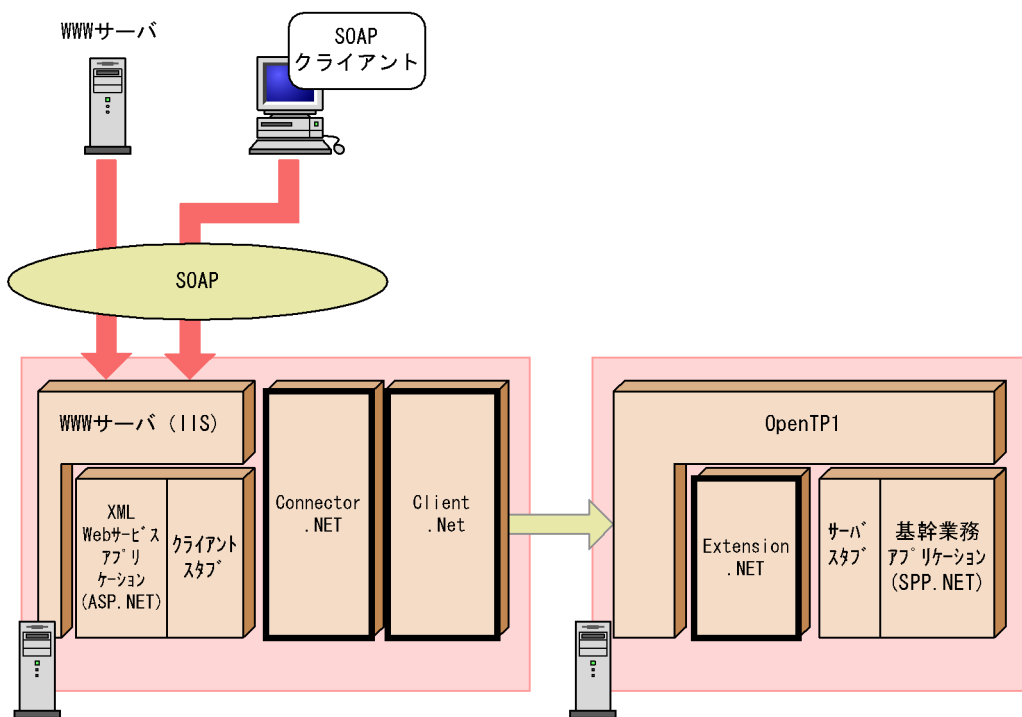 WWWサーバ
SOAP
クライアント
SOAP
WWWサーバ(IIS)
XML
Webサービス
アプリ
ケーション
(ASP.NET)
クライアント
スタブ
Connector
.NET
Client
.Net
OpenTP1
Extension
.NET
サーバ
スタブ
基幹業務
アプリケーション
(SPP.NET)